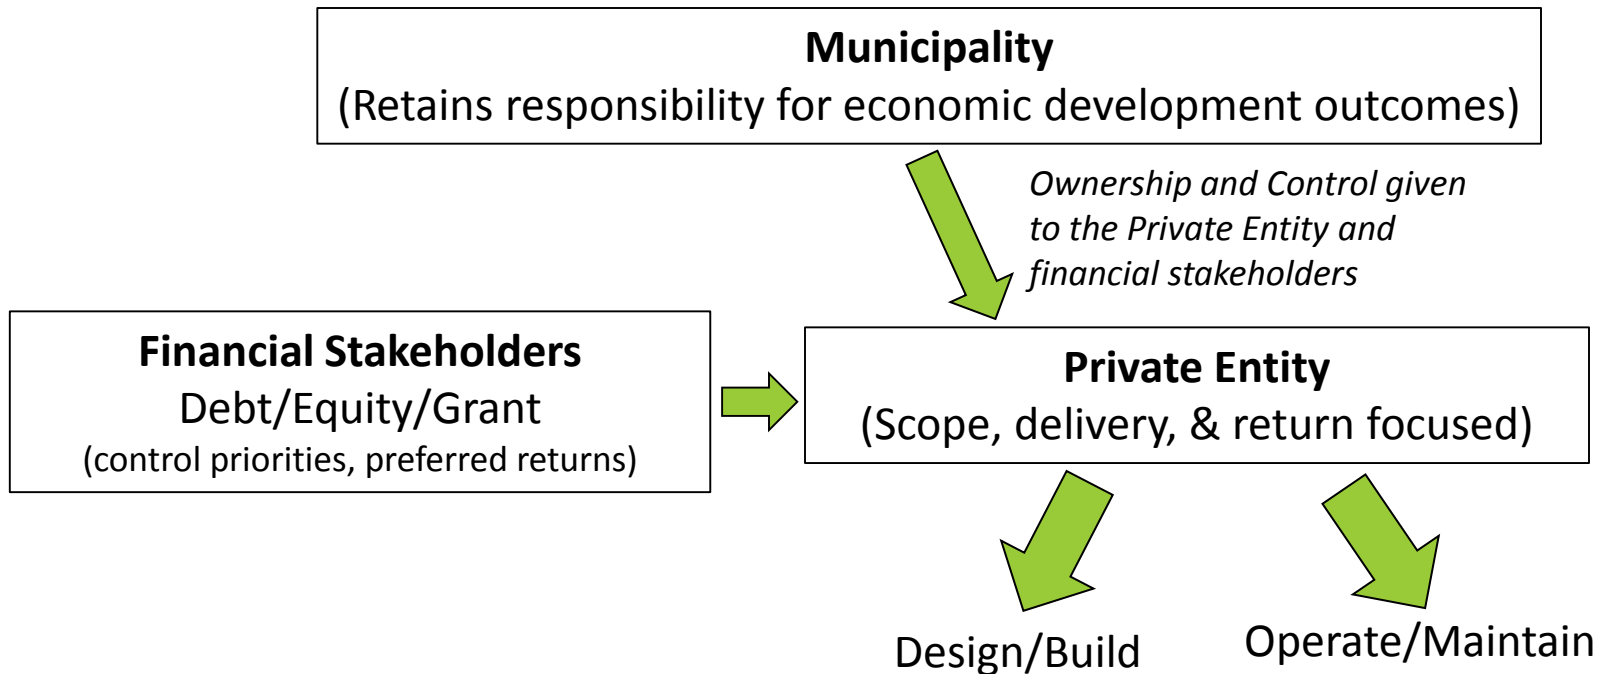 Municipality
(Retains responsibility for economic development outcomes)
Ownership and Control given
to the Private Entity and
financial stakeholders
Financial Stakeholders
Debt/Equity/Grant
(control priorities, preferred returns)
Private Entity
(Scope, delivery, & return focused)
Design/Build
Operate/Maintain